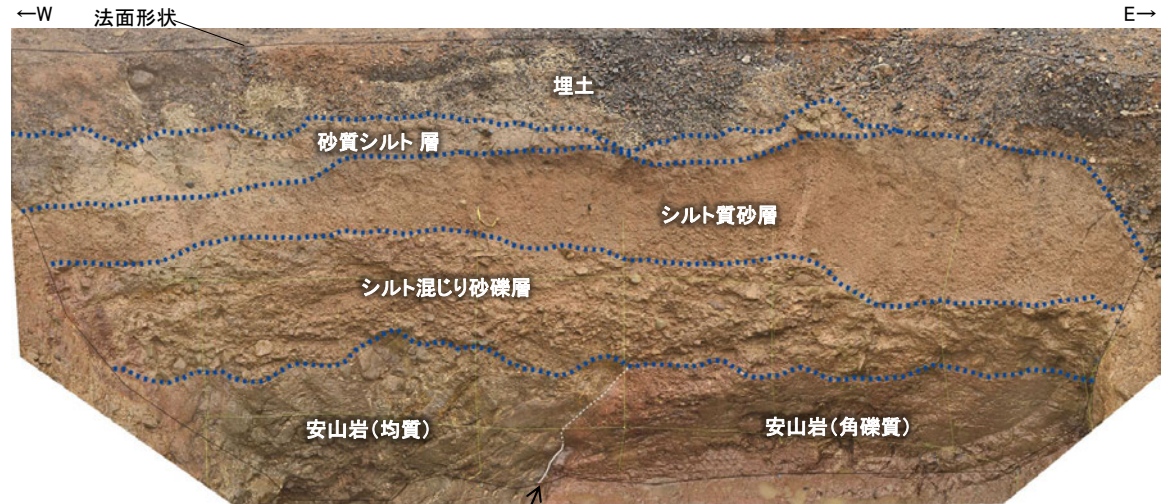 ←W
法面形状
E→
埋土
砂質シルト 層
シルト質砂層
シルト混じり砂礫層
安山岩(均質)
安山岩(角礫質)